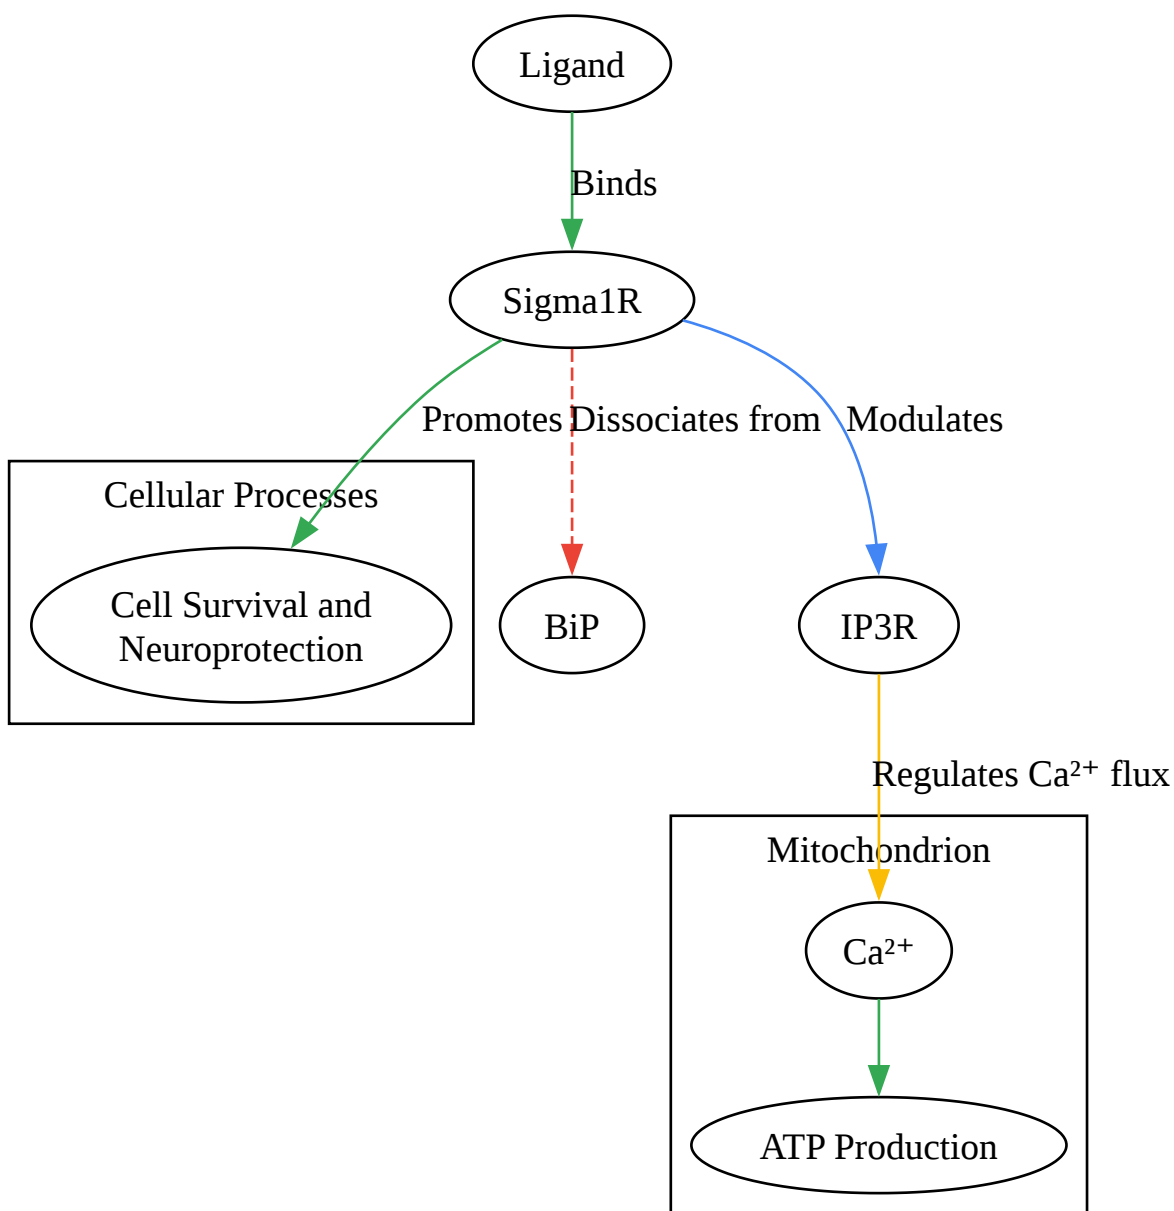 Ligand
Binds
Sigma1R
Promotes
Dissociates from
Modulates
Cellular Processes
Cell Survival and
Neuroprotection
BiP
IP3R
Regulates Ca²⁺ flux
Mitochondrion
Ca²⁺
ATP Production